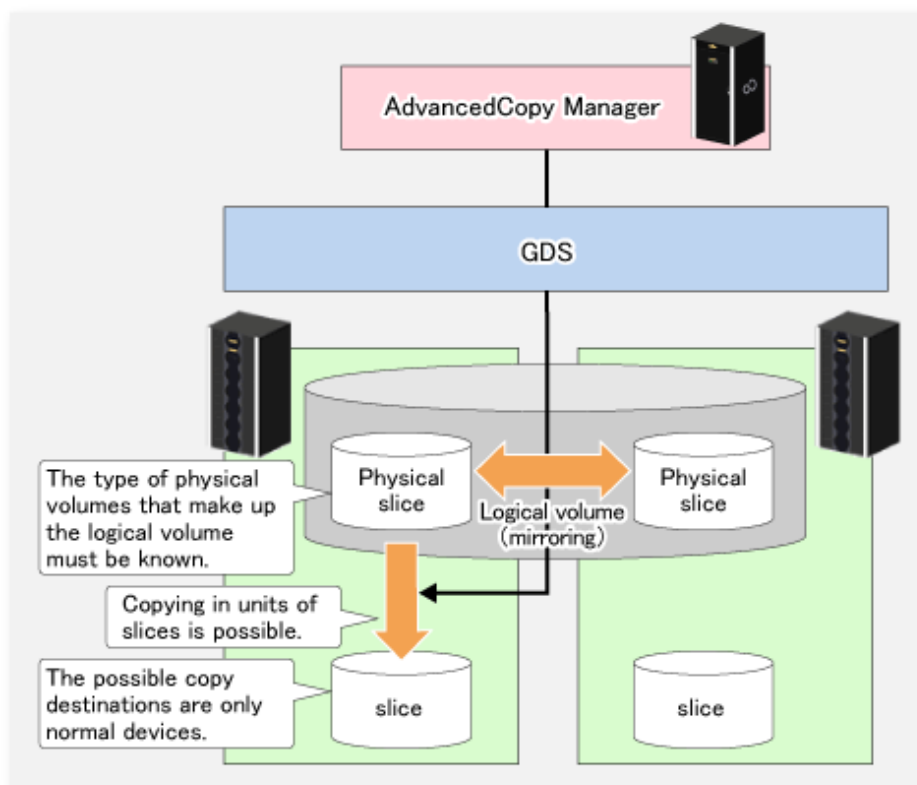 AdvancedCopy Manager
GDS
Physical
slice
Physical
slice
Logical volume
(mirroring)
The type of physical
volumes that make up
the logical volume
must be known.
Copying in units of
slices is possible.
The possible copy
destinations are only
normal devices.
slice
slice